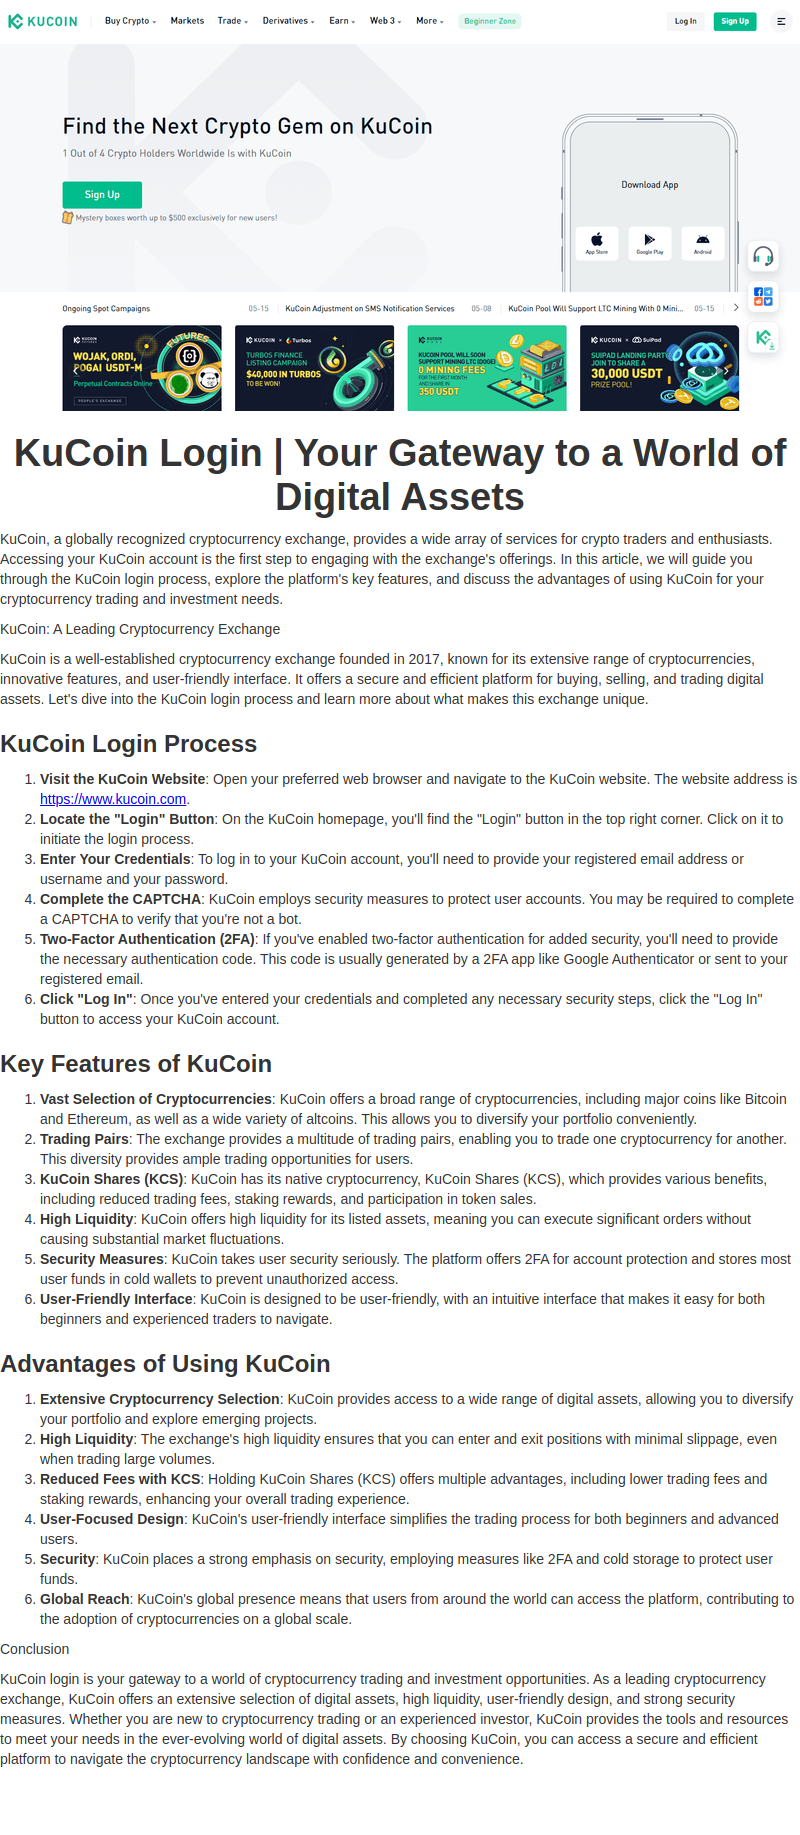 KUCOIN Buy Crypto Markets Trade Derivatives Earn Web 3 More Beginner Zone Log In Sign Up
Find the Next Crypto Gem on KuCoin
1 Out of 4 Crypto Holders Worldwide Is with KuCoin
Sign Up
Mystery boxes worth up to $500 exclusively for new users!
Download App
App Store Google Play Android
Ongoing Spot Campaigns 05-15 KuCoin Adjustment on SMS Notification Services 05-08 KuCoin Pool Will Support LTC Mining With 0 Mini... 05-15
KUCOIN
FUTURES
WOJAK, ORDI,
POGAI USDT-M
Perpetual Contracts Online
PEOPLE'S EXCHANGE
KUCOIN × Turbos
TURBOS FINANCE
LISTING CAMPAIGN
$40,000 IN TURBOS
TO BE WON!
KUCOIN
KUCOIN POOL WILL SOON
SUPPORT MINING LTC (DOGE)
0 MINING FEES
FOR THE FIRST MONTH
AND SHARE IN
350 USDT
KUCOIN × SuiPad
SUIPAD LANDING PARTY
JOIN TO SHARE A
30,000 USDT
PRIZE POOL!
KuCoin Login | Your Gateway to a World of
Digital Assets
KuCoin, a globally recognized cryptocurrency exchange, provides a wide array of services for crypto traders and enthusiasts.
Accessing your KuCoin account is the first step to engaging with the exchange's offerings. In this article, we will guide you
through the KuCoin login process, explore the platform's key features, and discuss the advantages of using KuCoin for your
cryptocurrency trading and investment needs.
KuCoin: A Leading Cryptocurrency Exchange
KuCoin is a well-established cryptocurrency exchange founded in 2017, known for its extensive range of cryptocurrencies,
innovative features, and user-friendly interface. It offers a secure and efficient platform for buying, selling, and trading digital
assets. Let's dive into the KuCoin login process and learn more about what makes this exchange unique.
KuCoin Login Process
1. Visit the KuCoin Website: Open your preferred web browser and navigate to the KuCoin website. The website address is
https://www.kucoin.com.
2. Locate the "Login" Button: On the KuCoin homepage, you'll find the "Login" button in the top right corner. Click on it to
initiate the login process.
3. Enter Your Credentials: To log in to your KuCoin account, you'll need to provide your registered email address or
username and your password.
4. Complete the CAPTCHA: KuCoin employs security measures to protect user accounts. You may be required to complete
a CAPTCHA to verify that you're not a bot.
5. Two-Factor Authentication (2FA): If you've enabled two-factor authentication for added security, you'll need to provide
the necessary authentication code. This code is usually generated by a 2FA app like Google Authenticator or sent to your
registered email.
6. Click "Log In": Once you've entered your credentials and completed any necessary security steps, click the "Log In"
button to access your KuCoin account.
Key Features of KuCoin
1. Vast Selection of Cryptocurrencies: KuCoin offers a broad range of cryptocurrencies, including major coins like Bitcoin
and Ethereum, as well as a wide variety of altcoins. This allows you to diversify your portfolio conveniently.
2. Trading Pairs: The exchange provides a multitude of trading pairs, enabling you to trade one cryptocurrency for another.
This diversity provides ample trading opportunities for users.
3. KuCoin Shares (KCS): KuCoin has its native cryptocurrency, KuCoin Shares (KCS), which provides various benefits,
including reduced trading fees, staking rewards, and participation in token sales.
4. High Liquidity: KuCoin offers high liquidity for its listed assets, meaning you can execute significant orders without
causing substantial market fluctuations.
5. Security Measures: KuCoin takes user security seriously. The platform offers 2FA for account protection and stores most
user funds in cold wallets to prevent unauthorized access.
6. User-Friendly Interface: KuCoin is designed to be user-friendly, with an intuitive interface that makes it easy for both
beginners and experienced traders to navigate.
Advantages of Using KuCoin
1. Extensive Cryptocurrency Selection: KuCoin provides access to a wide range of digital assets, allowing you to diversify
your portfolio and explore emerging projects.
2. High Liquidity: The exchange's high liquidity ensures that you can enter and exit positions with minimal slippage, even
when trading large volumes.
3. Reduced Fees with KCS: Holding KuCoin Shares (KCS) offers multiple advantages, including lower trading fees and
staking rewards, enhancing your overall trading experience.
4. User-Focused Design: KuCoin's user-friendly interface simplifies the trading process for both beginners and advanced
users.
5. Security: KuCoin places a strong emphasis on security, employing measures like 2FA and cold storage to protect user
funds.
6. Global Reach: KuCoin's global presence means that users from around the world can access the platform, contributing to
the adoption of cryptocurrencies on a global scale.
Conclusion
KuCoin login is your gateway to a world of cryptocurrency trading and investment opportunities. As a leading cryptocurrency
exchange, KuCoin offers an extensive selection of digital assets, high liquidity, user-friendly design, and strong security
measures. Whether you are new to cryptocurrency trading or an experienced investor, KuCoin provides the tools and resources
to meet your needs in the ever-evolving world of digital assets. By choosing KuCoin, you can access a secure and efficient
platform to navigate the cryptocurrency landscape with confidence and convenience.